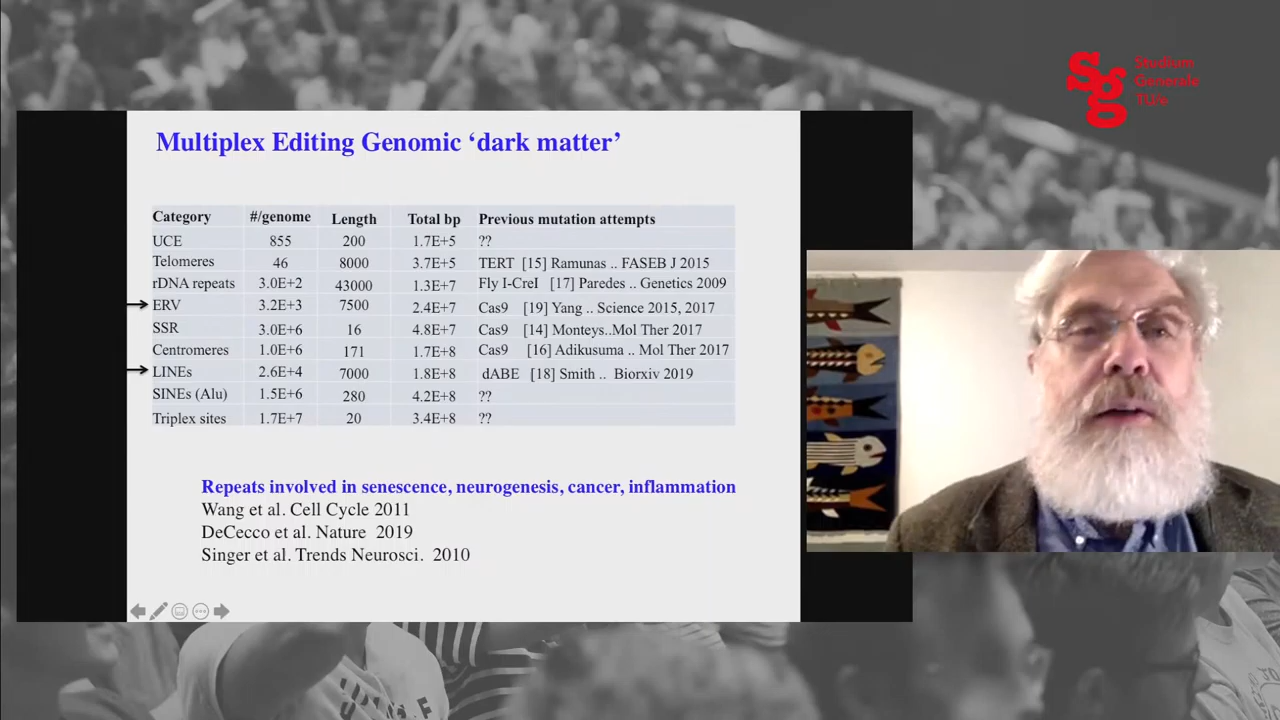 Studium
Generale
TU/e
Sg
Multiplex Editing Genomic ‘dark matter’
Category #/genome Length Total bp Previous mutation attempts
UCE 855 200 1.7E+5 ??
Telomeres 46 8000 3.7E+5 TERT [15] Ramunas .. FASEB J 2015
rDNA repeats 3.0E+2 43000 1.3E+7 Fly I-CreI [17] Paredes .. Genetics 2009
ERV 3.2E+3 7500 2.4E+7 Cas9 [19] Yang .. Science 2015, 2017
SSR 3.0E+6 16 4.8E+7 Cas9 [14] Monteys..Mol Ther 2017
Centromeres 1.0E+6 171 1.7E+8 Cas9 [16] Adikusuma .. Mol Ther 2017
LINEs 2.6E+4 7000 1.8E+8 dABE [18] Smith .. Biorxiv 2019
SINEs (Alu) 1.5E+6 280 4.2E+8 ??
Triplex sites 1.7E+7 20 3.4E+8 ??
Repeats involved in senescence, neurogenesis, cancer, inflammation
Wang et al. Cell Cycle 2011
DeCecco et al. Nature 2019
Singer et al. Trends Neurosci. 2010